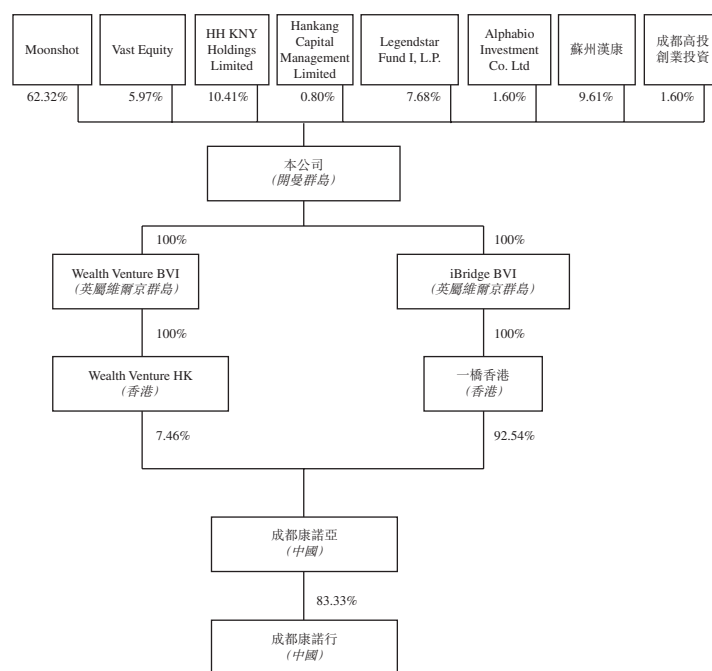 Moonshot
Vast Equity
HH KNY
Holdings
Limited
Hankang
Capital
Management
Limited
Legendstar
Fund I, L.P.
Alphabio
Investment
Co. Ltd
蘇州漢康
成都高投
創業投資
62.32%
5.97%
10.41%
0.80%
7.68%
1.60%
9.61%
1.60%
本公司
(開曼群島)
100%
100%
Wealth Venture BVI
(英屬維爾京群島)
iBridge BVI
(英屬維爾京群島)
100%
100%
Wealth Venture HK
(香港)
一橋香港
(香港)
7.46%
92.54%
成都康諾亞
(中國)
83.33%
成都康諾行
(中國)